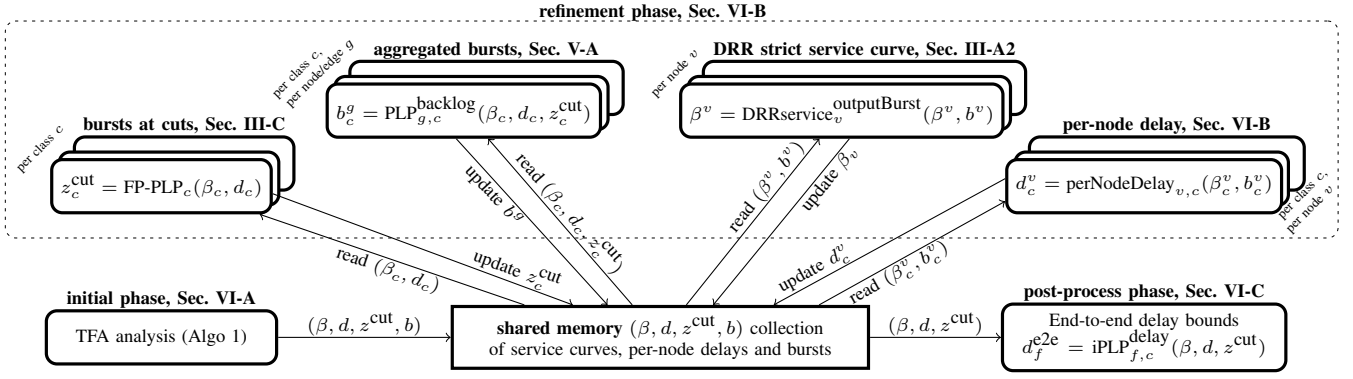 refinement phase, Sec. VI-B
per class c,
per node/edge g
aggregated bursts, Sec. V-A
b_c^g = PLP_{g,c}^{backlog}(β_c, d_c, z_c^{cut})
per node v
DRR strict service curve, Sec. III-A2
β^v = DRRservice_v^{outputBurst}(β^v, b^v)
per class c
bursts at cuts, Sec. III-C
z_c^{cut} = FP-PLP_c(β_c, d_c)
per-node delay, Sec. VI-B
d_c^v = perNodeDelay_{v,c}(β_c^v, b_c^v)
per class c,
per node v
read (β_c, d_c)
update z_c^{cut}
update b^g
read (β_c, d_c, z_c^{cut})
read (β^v, b^v)
update β_v
update d_c^v
read (β_c^v, b_c^v)
initial phase, Sec. VI-A
TFA analysis (Algo 1)
(β, d, z^{cut}, b)
shared memory (β, d, z^{cut}, b) collection
of service curves, per-node delays and bursts
(β, d, z^{cut})
post-process phase, Sec. VI-C
End-to-end delay bounds
d_f^{e2e} = iPLP_{f,c}^{delay}(β, d, z^{cut})